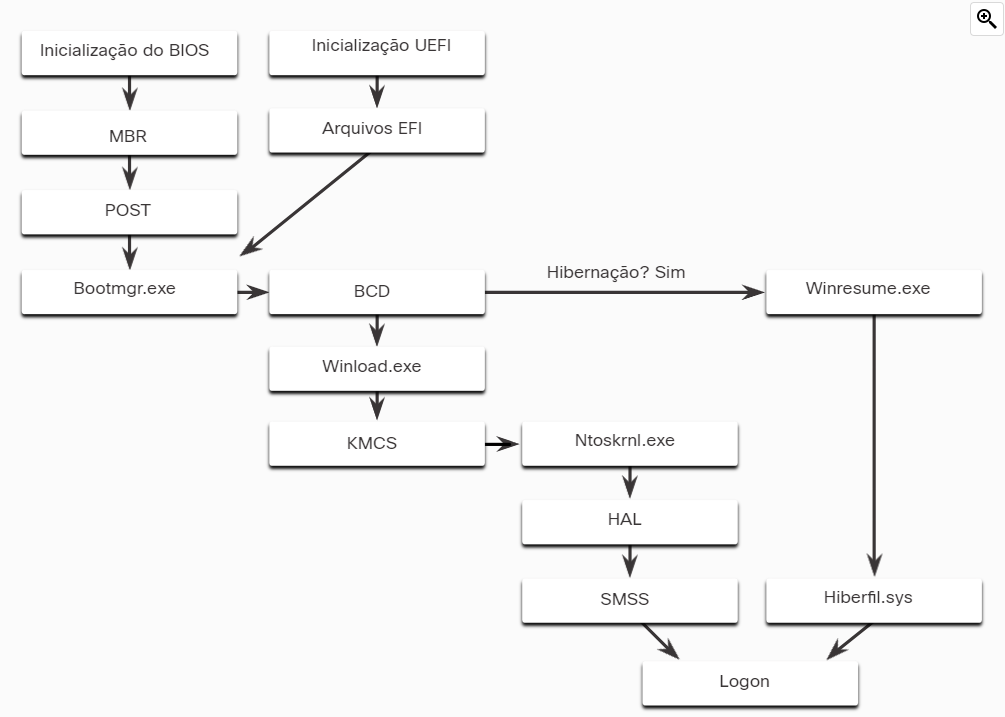 Inicialização do BIOS
Inicialização UEFI
MBR
Arquivos EFI
POST
Bootmgr.exe
BCD
Hibernação? Sim
Winresume.exe
Winload.exe
KMCS
Ntoskrnl.exe
HAL
SMSS
Hiberfil.sys
Logon